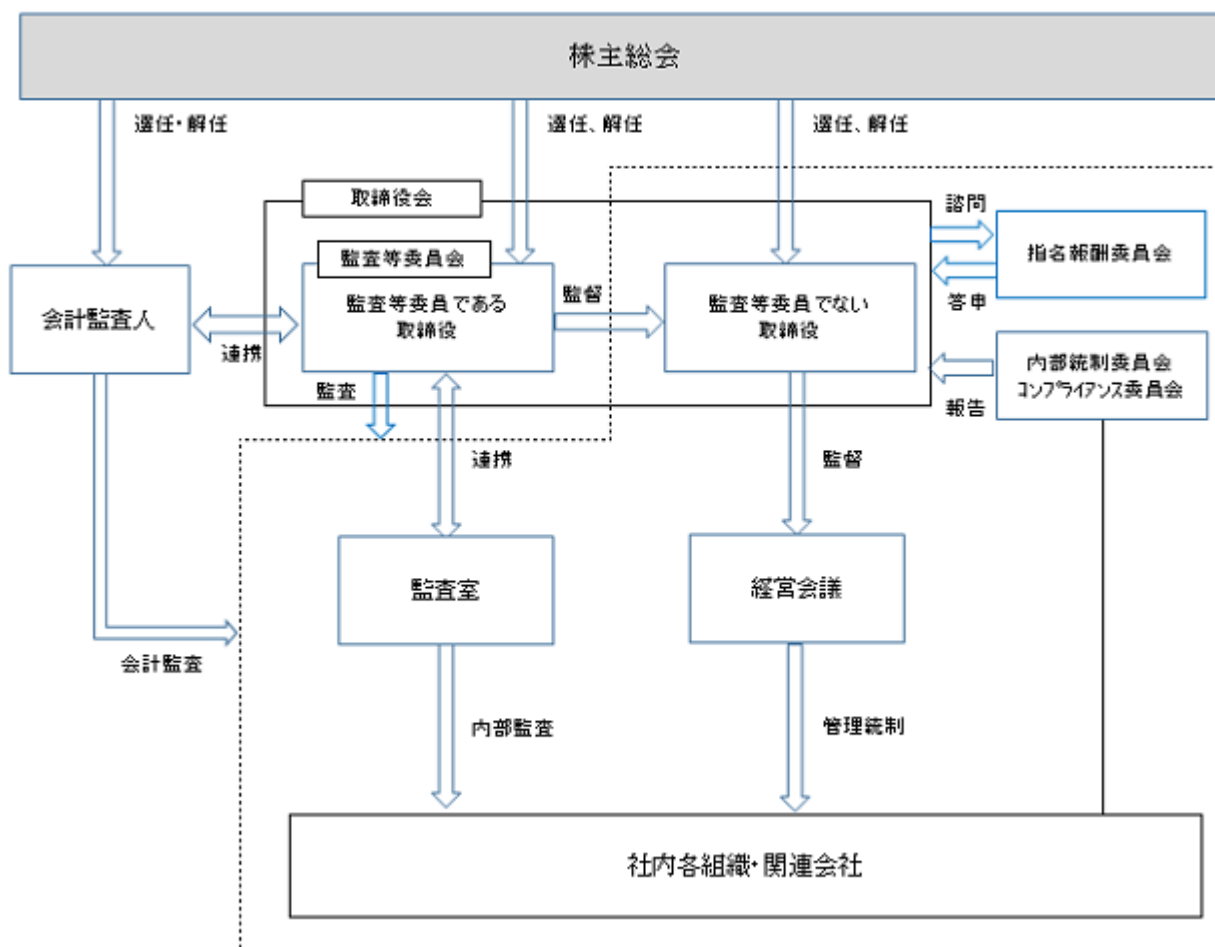 株主総会
選任・解任
選任、解任
選任、解任
取締役会
諮問
指名報酬委員会
答申
監査等委員会
監査等委員である
取締役
監督
監査等委員でない
取締役
会計監査人
連携
内部統制委員会
コンプライアンス委員会
報告
監査
連携
監督
監査室
経営会議
会計監査
内部監査
管理統制
社内各組織・関連会社